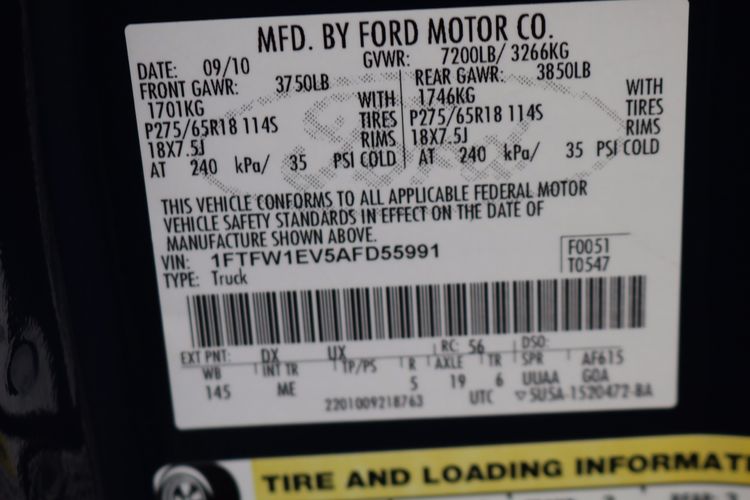 MFD. BY FORD MOTOR CO.
DATE: 09/10 GVWR: 7200LB/ 3266KG
FRONT GAWR: 3750LB REAR GAWR: 3850LB
1701KG WITH 1746KG WITH
P275/65R18 114S TIRES P275/65R18 114S TIRES
18X7.5J RIMS 18X7.5J RIMS
AT 240 kPa/ 35 PSI COLD AT 240 kPa/ 35 PSI COLD
THIS VEHICLE CONFORMS TO ALL APPLICABLE FEDERAL MOTOR
VEHICLE SAFETY STANDARDS IN EFFECT ON THE DATE OF
MANUFACTURE SHOWN ABOVE.
VIN: 1FTFW1EV5AFD55991 F0051
TYPE: Truck T0547
EXT PNT: DX UX RC: 56 DSO:
WB INT TR TP/PS R AXLE TR SPR AF615
145 ME 5 19 6 UUAA G0A
2201009218763 UTC ▽SU5A-1520472-BA
TIRE AND LOADING INFORMAT